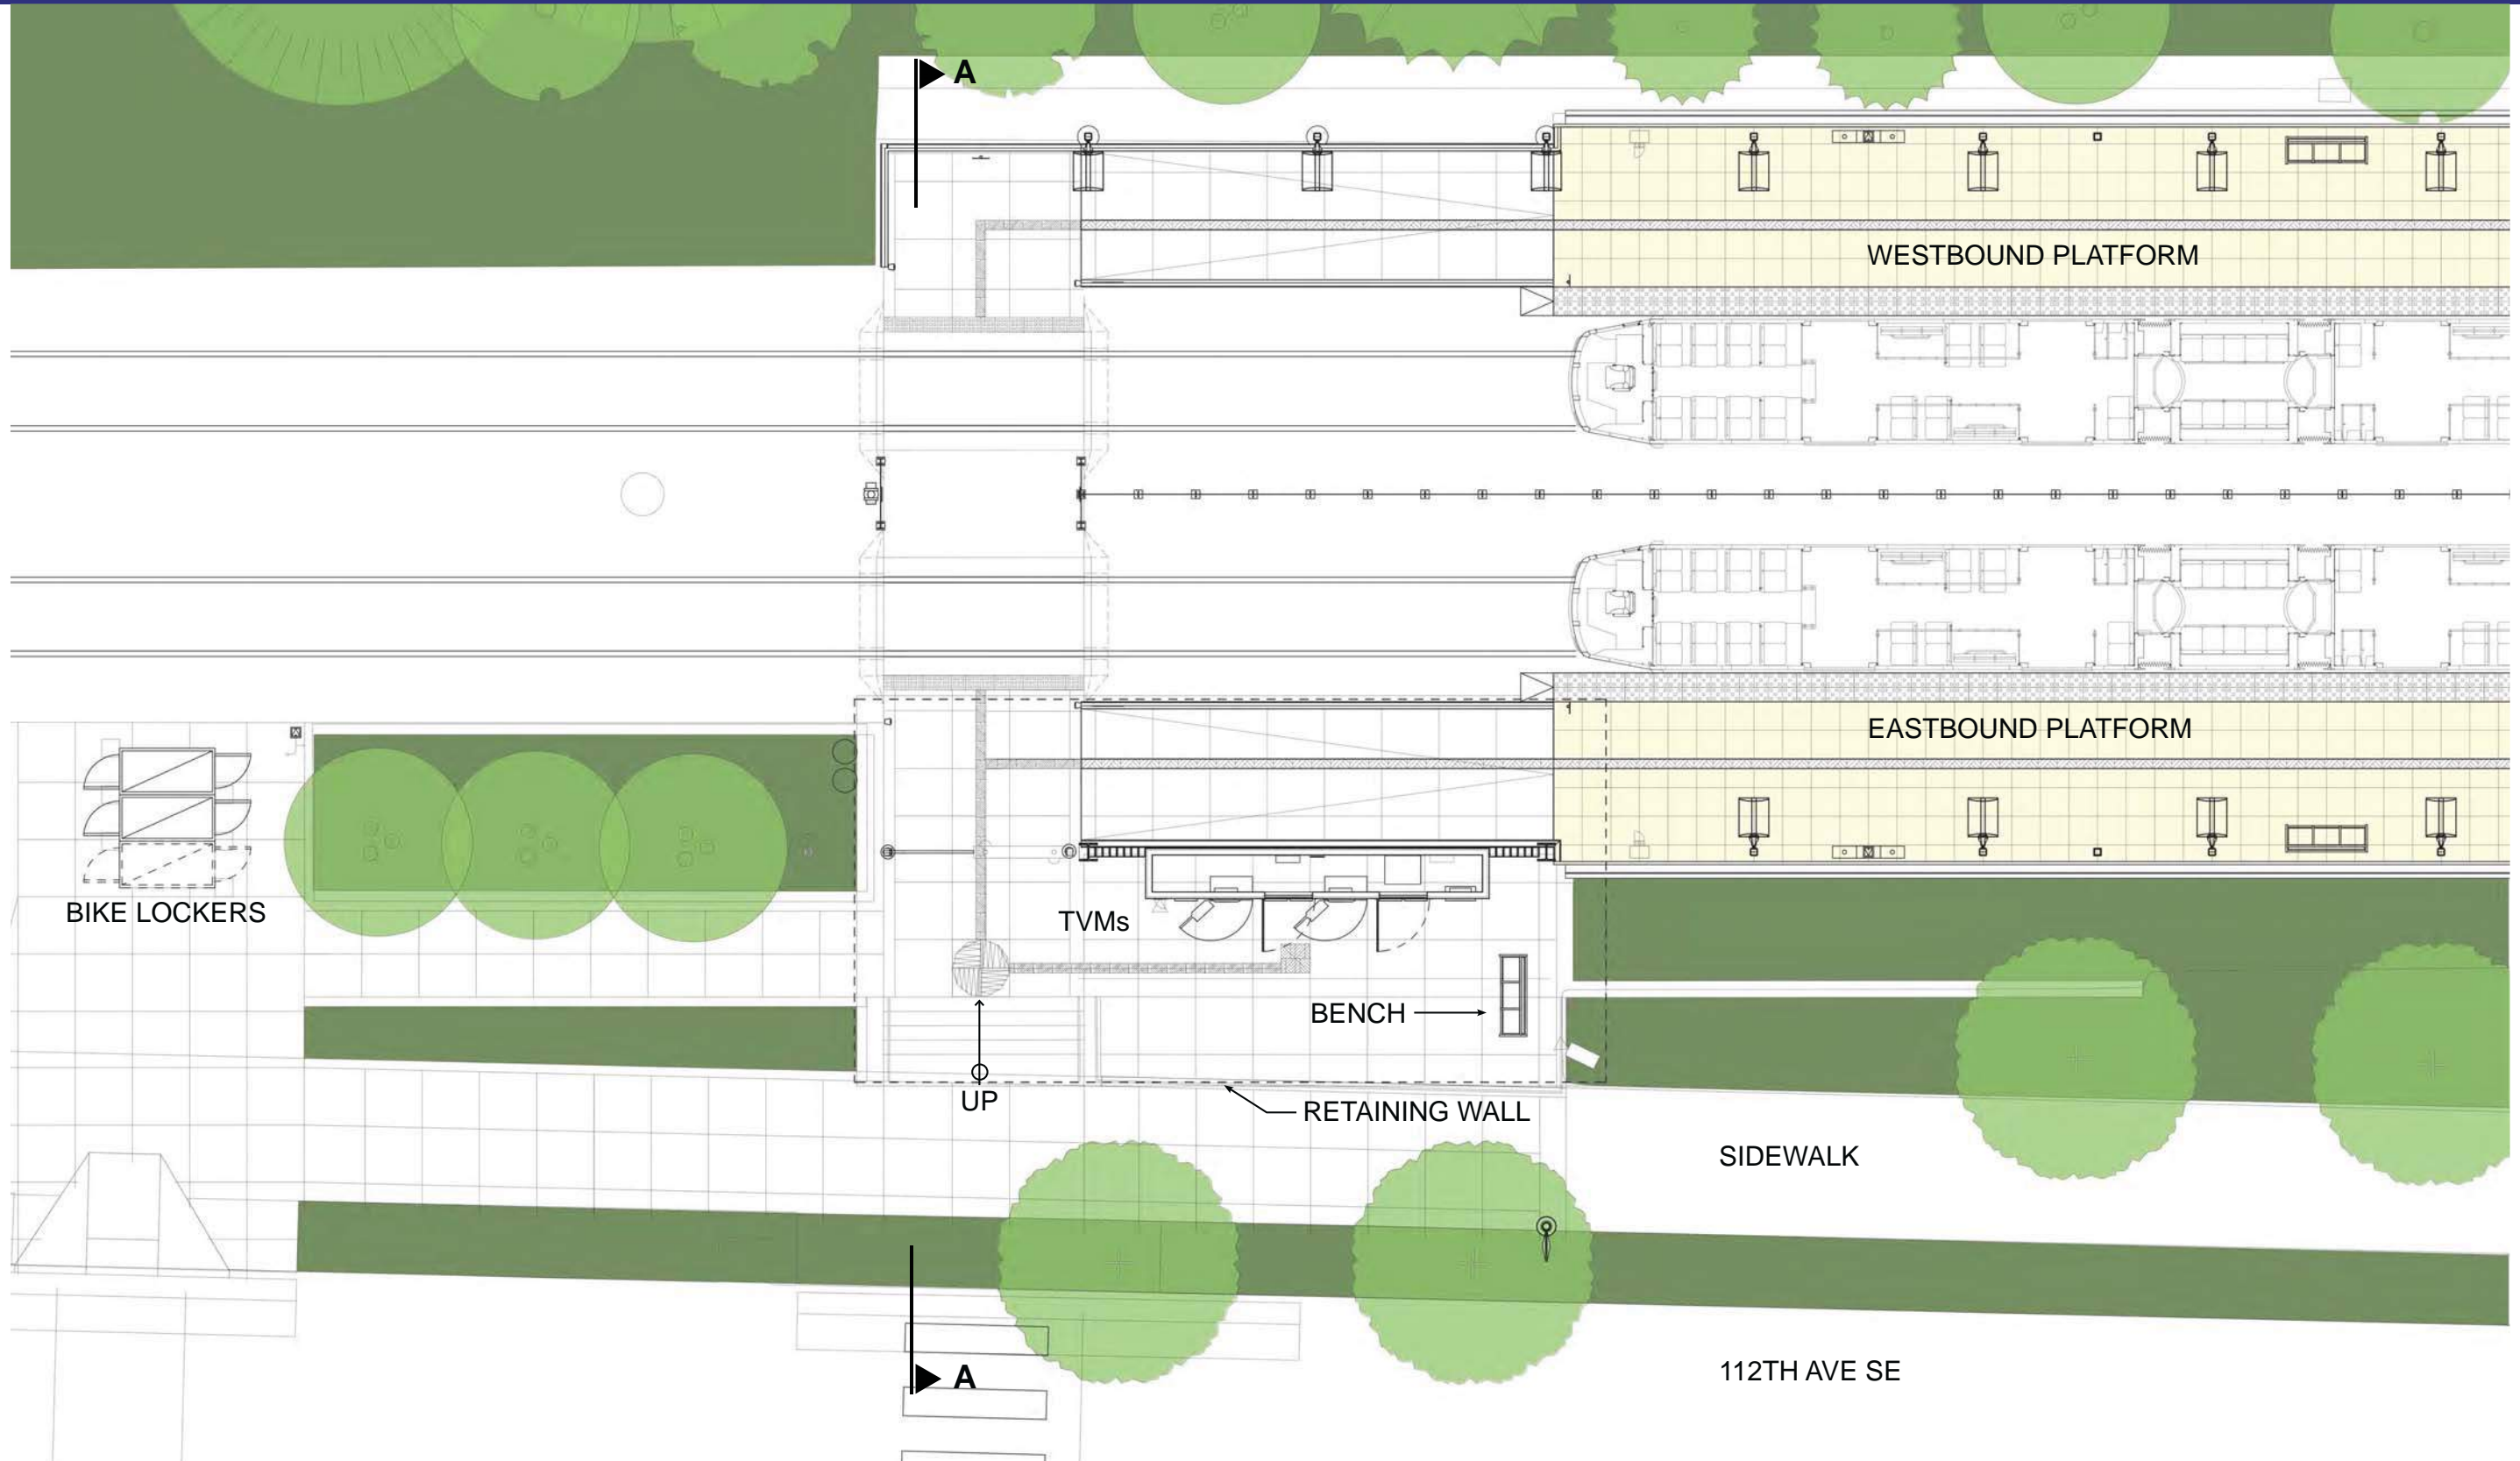 A
WESTBOUND PLATFORM
EASTBOUND PLATFORM
BIKE LOCKERS
TVMs
BENCH
UP
RETAINING WALL
SIDEWALK
112TH AVE SE
A